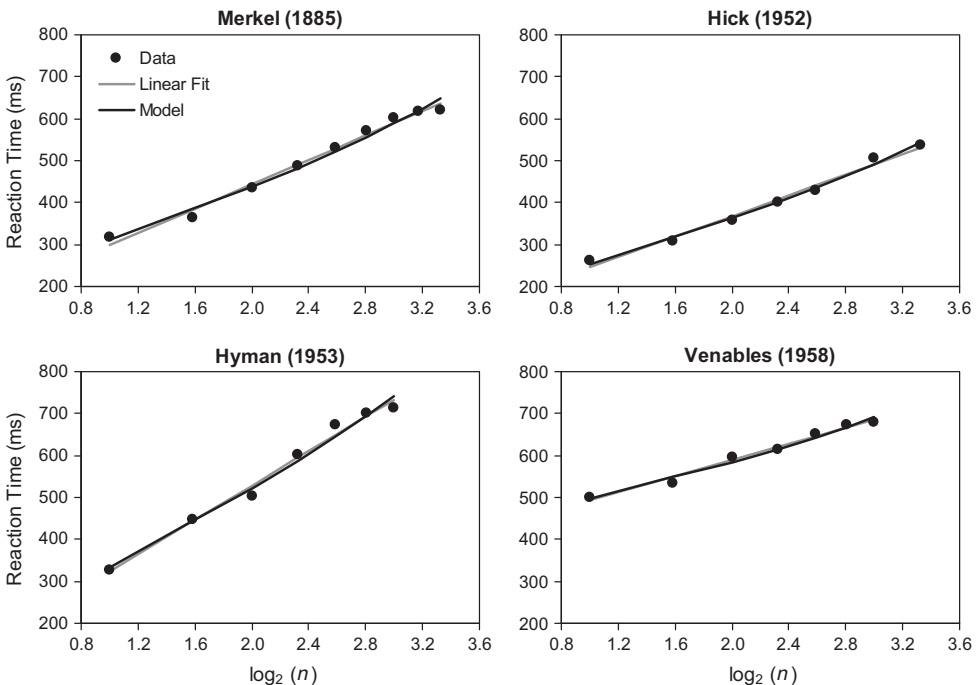 Merkel (1885)
800
700
600
500
400
300
200
Reaction Time (ms)
Data
Linear Fit
Model
0.8 1.2 1.6 2.0 2.4 2.8 3.2 3.6
Hick (1952)
800
700
600
500
400
300
200
0.8 1.2 1.6 2.0 2.4 2.8 3.2 3.6
Hyman (1953)
800
700
600
500
400
300
200
Reaction Time (ms)
0.8 1.2 1.6 2.0 2.4 2.8 3.2 3.6
log₂ (n)
Venables (1958)
800
700
600
500
400
300
200
0.8 1.2 1.6 2.0 2.4 2.8 3.2 3.6
log₂ (n)